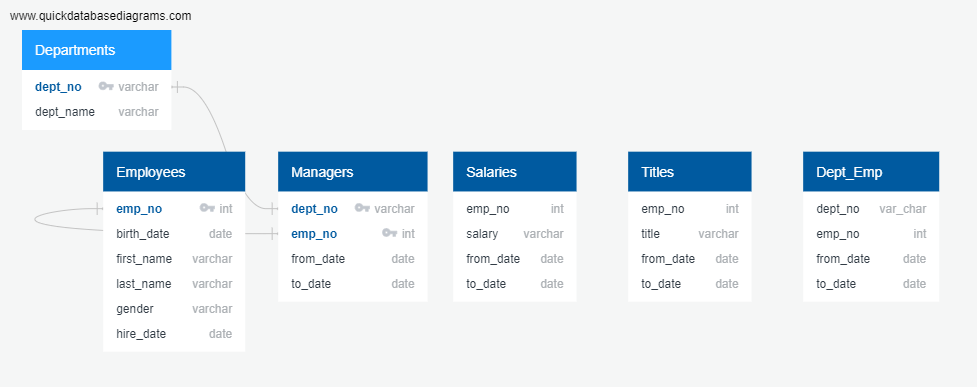 www.quickdatabasediagrams.com
Departments
dept_no varchar
dept_name varchar
Employees
emp_no int
birth_date date
first_name varchar
last_name varchar
gender varchar
hire_date date
Managers
dept_no varchar
emp_no int
from_date date
to_date date
Salaries
emp_no int
salary varchar
from_date date
to_date date
Titles
emp_no int
title varchar
from_date date
to_date date
Dept_Emp
dept_no var_char
emp_no int
from_date date
to_date date